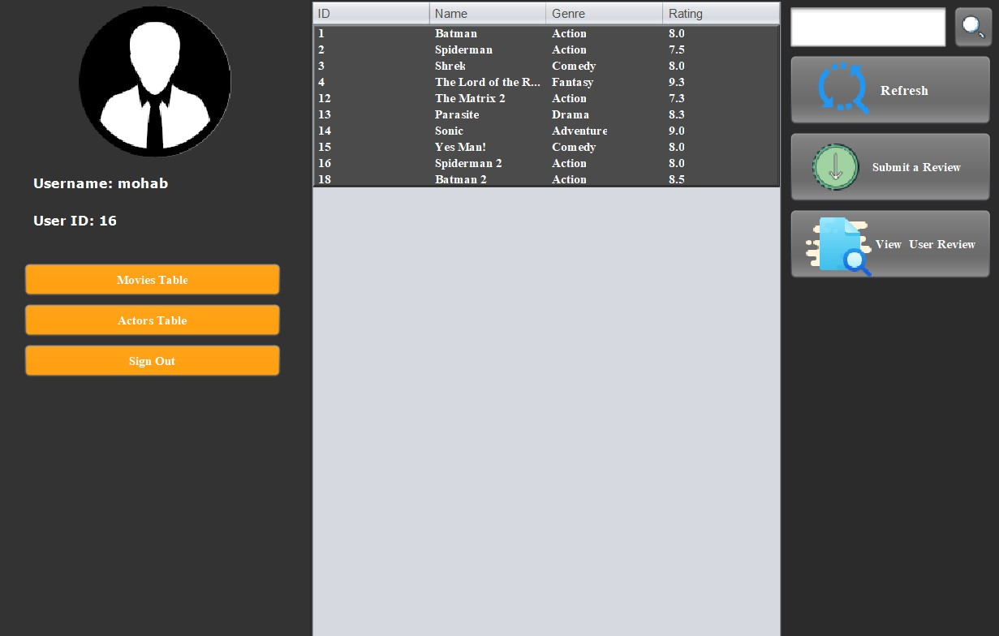 Username: mohab
User ID: 16
Movies Table
Actors Table
Sign Out
ID Name Genre Rating
1 Batman Action 8.0
2 Spiderman Action 7.5
3 Shrek Comedy 8.0
4 The Lord of the R... Fantasy 9.3
12 The Matrix 2 Action 7.3
13 Parasite Drama 8.3
14 Sonic Adventure 9.0
15 Yes Man! Comedy 8.0
16 Spiderman 2 Action 8.0
18 Batman 2 Action 8.5
Refresh
Submit a Review
View User Review